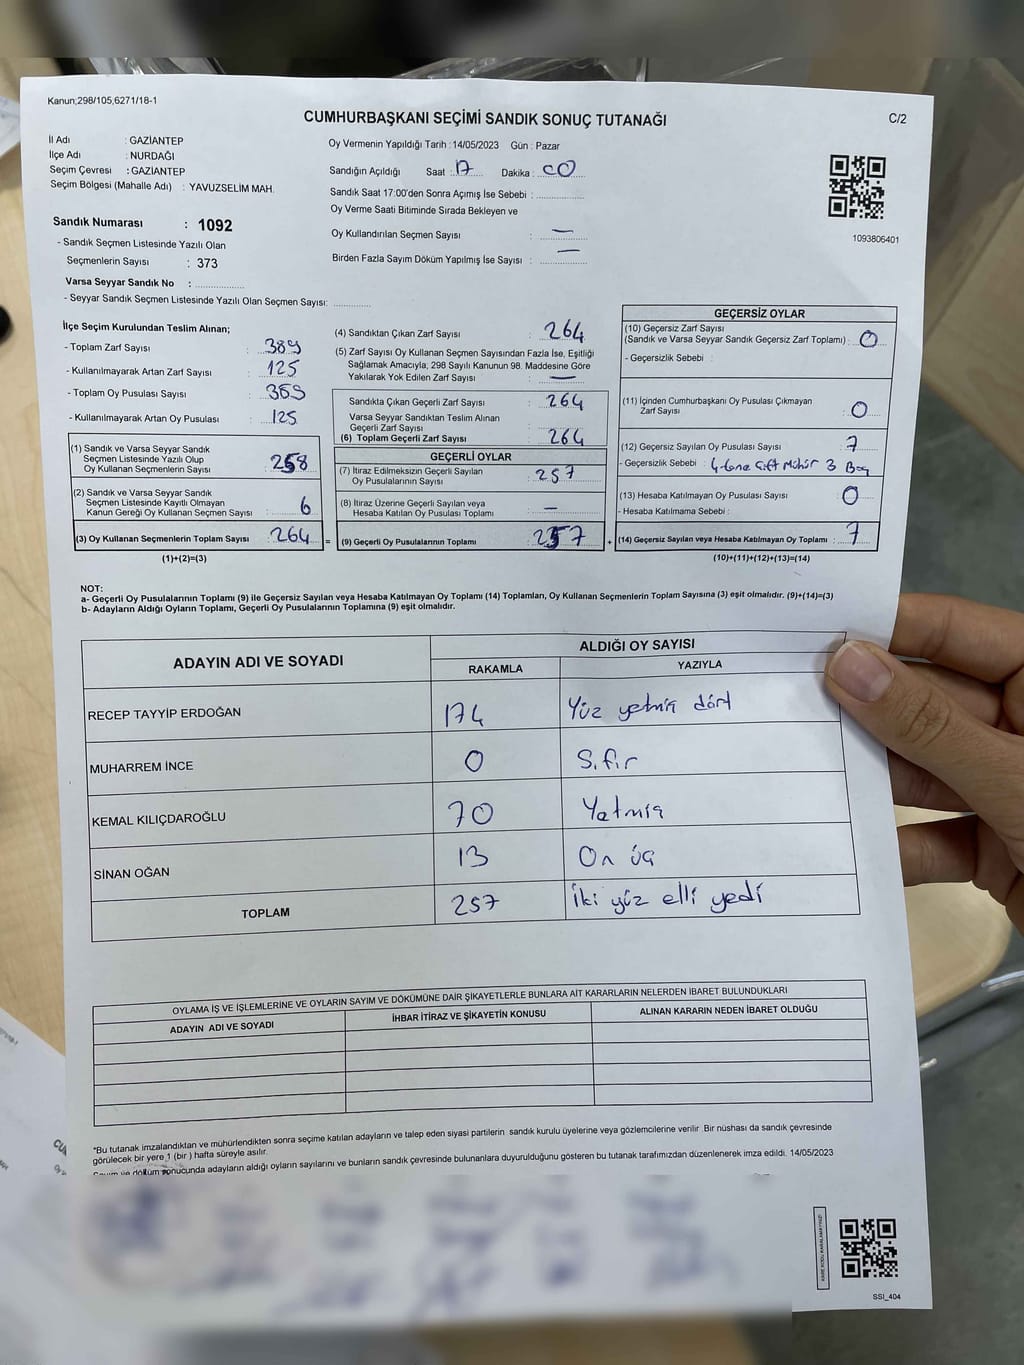 Kanun;298/105,6271/18-1
CUMHURBAŞKANI SEÇİMİ SANDIK SONUÇ TUTANAĞI
C/2
İl Adı : GAZİANTEP
İlçe Adı : NURDAĞI
Seçim Çevresi : GAZİANTEP
Seçim Bölgesi (Mahalle Adı) : YAVUZSELİM MAH.
Oy Vermenin Yapıldığı Tarih : 14/05/2023 Gün : Pazar
Sandığın Açıldığı Saat : 17 Dakika : 00
Sandık Saat 17:00'den Sonra Açımış İse Sebebi :
Oy Verme Saati Bitiminde Sırada Bekleyen ve
Oy Kullandırılan Seçmen Sayısı : —
Birden Fazla Sayım Döküm Yapılmış İse Sayısı : —
1093806401
Sandık Numarası : 1092
- Sandık Seçmen Listesinde Yazılı Olan
Seçmenlerin Sayısı : 373
Varsa Seyyar Sandık No :
- Seyyar Sandık Seçmen Listesinde Yazılı Olan Seçmen Sayısı:
İlçe Seçim Kurulundan Teslim Alınan;
- Toplam Zarf Sayısı : 389
- Kullanılmayarak Artan Zarf Sayısı : 125
- Toplam Oy Pusulası Sayısı : 389
- Kullanılmayarak Artan Oy Pusulası : 125
(1) Sandık ve Varsa Seyyar Sandık
Seçmen Listesinde Yazılı Olup
Oy Kullanan Seçmenlerin Sayısı : 258
(2) Sandık ve Varsa Seyyar Sandık
Seçmen Listesinde Kayıtlı Olmayan
Kanun Gereği Oy Kullanan Seçmen Sayısı : 6
(3) Oy Kullanan Seçmenlerin Toplam Sayısı : 264
(1)+(2)=(3)
(4) Sandıktan Çıkan Zarf Sayısı : 264
(5) Zarf Sayısı Oy Kullanan Seçmen Sayısından Fazla İse, Eşitliği
Sağlamak Amacıyla, 298 Sayılı Kanunun 98. Maddesine Göre
Yakılarak Yok Edilen Zarf Sayısı : —
Sandıkta Çıkan Geçerli Zarf Sayısı : 264
Varsa Seyyar Sandıktan Teslim Alınan
Geçerli Zarf Sayısı :
(6) Toplam Geçerli Zarf Sayısı : 264
GEÇERLİ OYLAR
(7) İtiraz Edilmeksizin Geçerli Sayılan
Oy Pusulalarının Sayısı : 257
(8) İtiraz Üzerine Geçerli Sayılan veya
Hesaba Katılan Oy Pusulası Toplamı : —
= (9) Geçerli Oy Pusulalarının Toplamı : 257
GEÇERSİZ OYLAR
(10) Geçersiz Zarf Sayısı
(Sandık ve Varsa Seyyar Sandık Geçersiz Zarf Toplamı) : 0
- Geçersizlik Sebebi :
(11) İçinden Cumhurbaşkanı Oy Pusulası Çıkmayan
Zarf Sayısı : 0
(12) Geçersiz Sayılan Oy Pusulası Sayısı : 7
- Geçersizlik Sebebi : 4 tane çift Mühür 3 Boş
(13) Hesaba Katılmayan Oy Pusulası Sayısı : 0
- Hesaba Katılmama Sebebi :
+ (14) Geçersiz Sayılan veya Hesaba Katılmayan Oy Toplamı : 7
(10)+(11)+(12)+(13)=(14)
NOT:
a- Geçerli Oy Pusulalarının Toplamı (9) ile Geçersiz Sayılan veya Hesaba Katılmayan Oy Toplamı (14) Toplamları, Oy Kullanan Seçmenlerin Toplam Sayısına (3) eşit olmalıdır. (9)+(14)=(3)
b- Adayların Aldığı Oyların Toplamı, Geçerli Oy Pusulalarının Toplamına (9) eşit olmalıdır.
ADAYIN ADI VE SOYADI
ALDIĞI OY SAYISI
RAKAMLA YAZIYLA
RECEP TAYYİP ERDOĞAN 174 Yüz yetmiş dört
MUHARREM İNCE 0 Sıfır
KEMAL KILIÇDAROĞLU 70 Yetmiş
SİNAN OĞAN 13 On üç
TOPLAM 257 İki yüz elli yedi
OYLAMA İŞ VE İŞLEMLERİNE VE OYLARIN SAYIM VE DÖKÜMÜNE DAİR ŞİKAYETLERLE BUNLARA AİT KARARLARIN NELERDEN İBARET BULUNDUKLARI
ADAYIN ADI VE SOYADI İHBAR İTİRAZ VE ŞİKAYETİN KONUSU ALINAN KARARIN NEDEN İBARET OLDUĞU
*Bu tutanak imzalandıktan ve mühürlendikten sonra seçime katılan adayların ve talep eden siyasi partilerin sandık kurulu üyelerine veya gözlemcilerine verilir. Bir nüshası da sandık çevresinde
görülecek bir yere 1 (bir) hafta süreyle asılır.
Sayım ve döküm sonucunda adayların aldığı oyların sayılarını ve bunların sandık çevresinde bulunanlara duyurulduğunu gösteren bu tutanak tarafımızdan düzenlenerek imza edildi. 14/05/2023
SSI_404